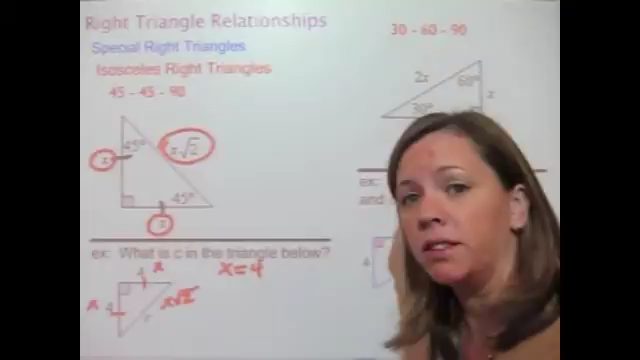 Right Triangle Relationships
Special Right Triangles
Isosceles Right Triangles
45 - 45 - 90
45°
x
x√2
45°
x
ex: What is c in the triangle below?
4 x
x 4
c
x√2
x = 4
30 - 60 - 90
2x
60°
x
30°
ex:
and
4